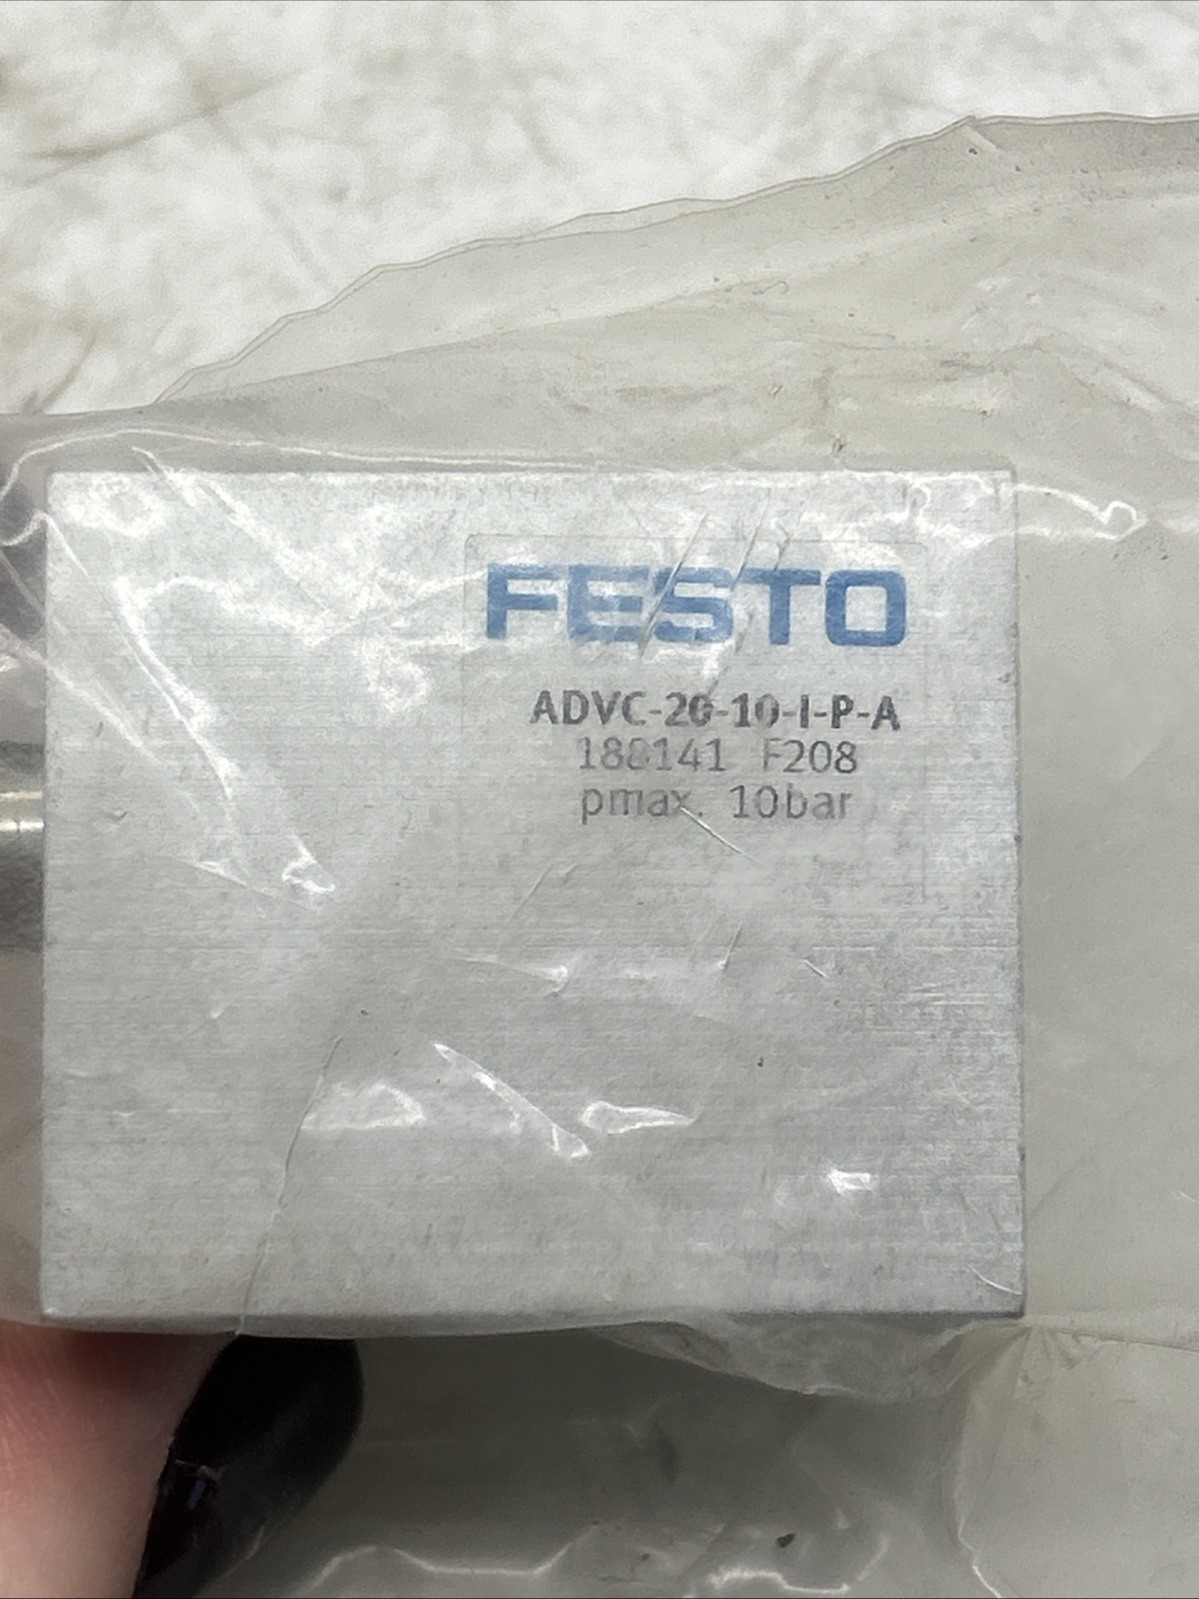 FESTO
ADVC-20-10-I-P-A
188141 F208
pmax. 10bar